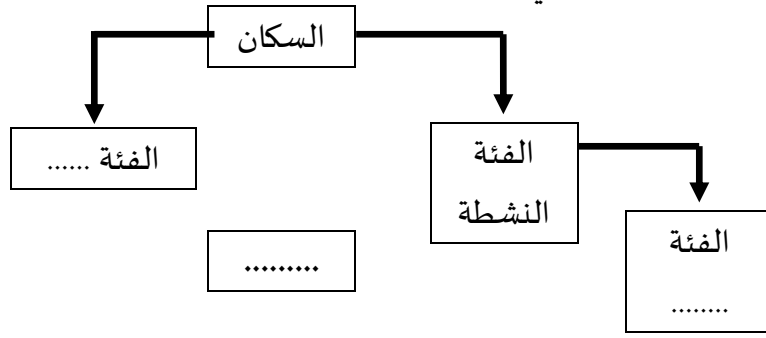 السكان
الفئة ......
الفئة
النشطة
.........
الفئة
........